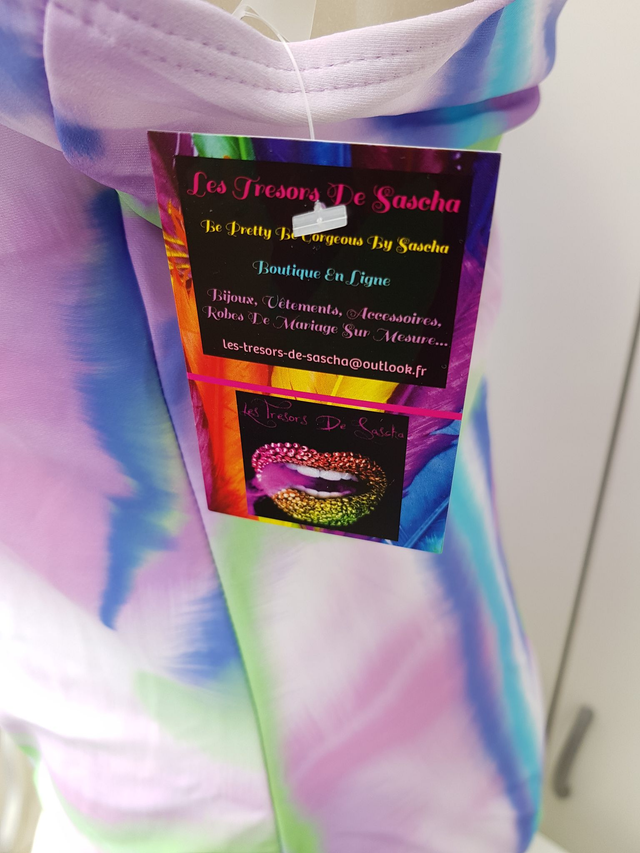 Les Tresors De Sascha
Be Pretty Be Gorgeous By Sascha
Boutique En Ligne
Bijoux, Vêtements, Accessoires,
Robes De Mariage Sur Mesure...
les-tresors-de-sascha@outlook.fr
Les Tresors De Sascha